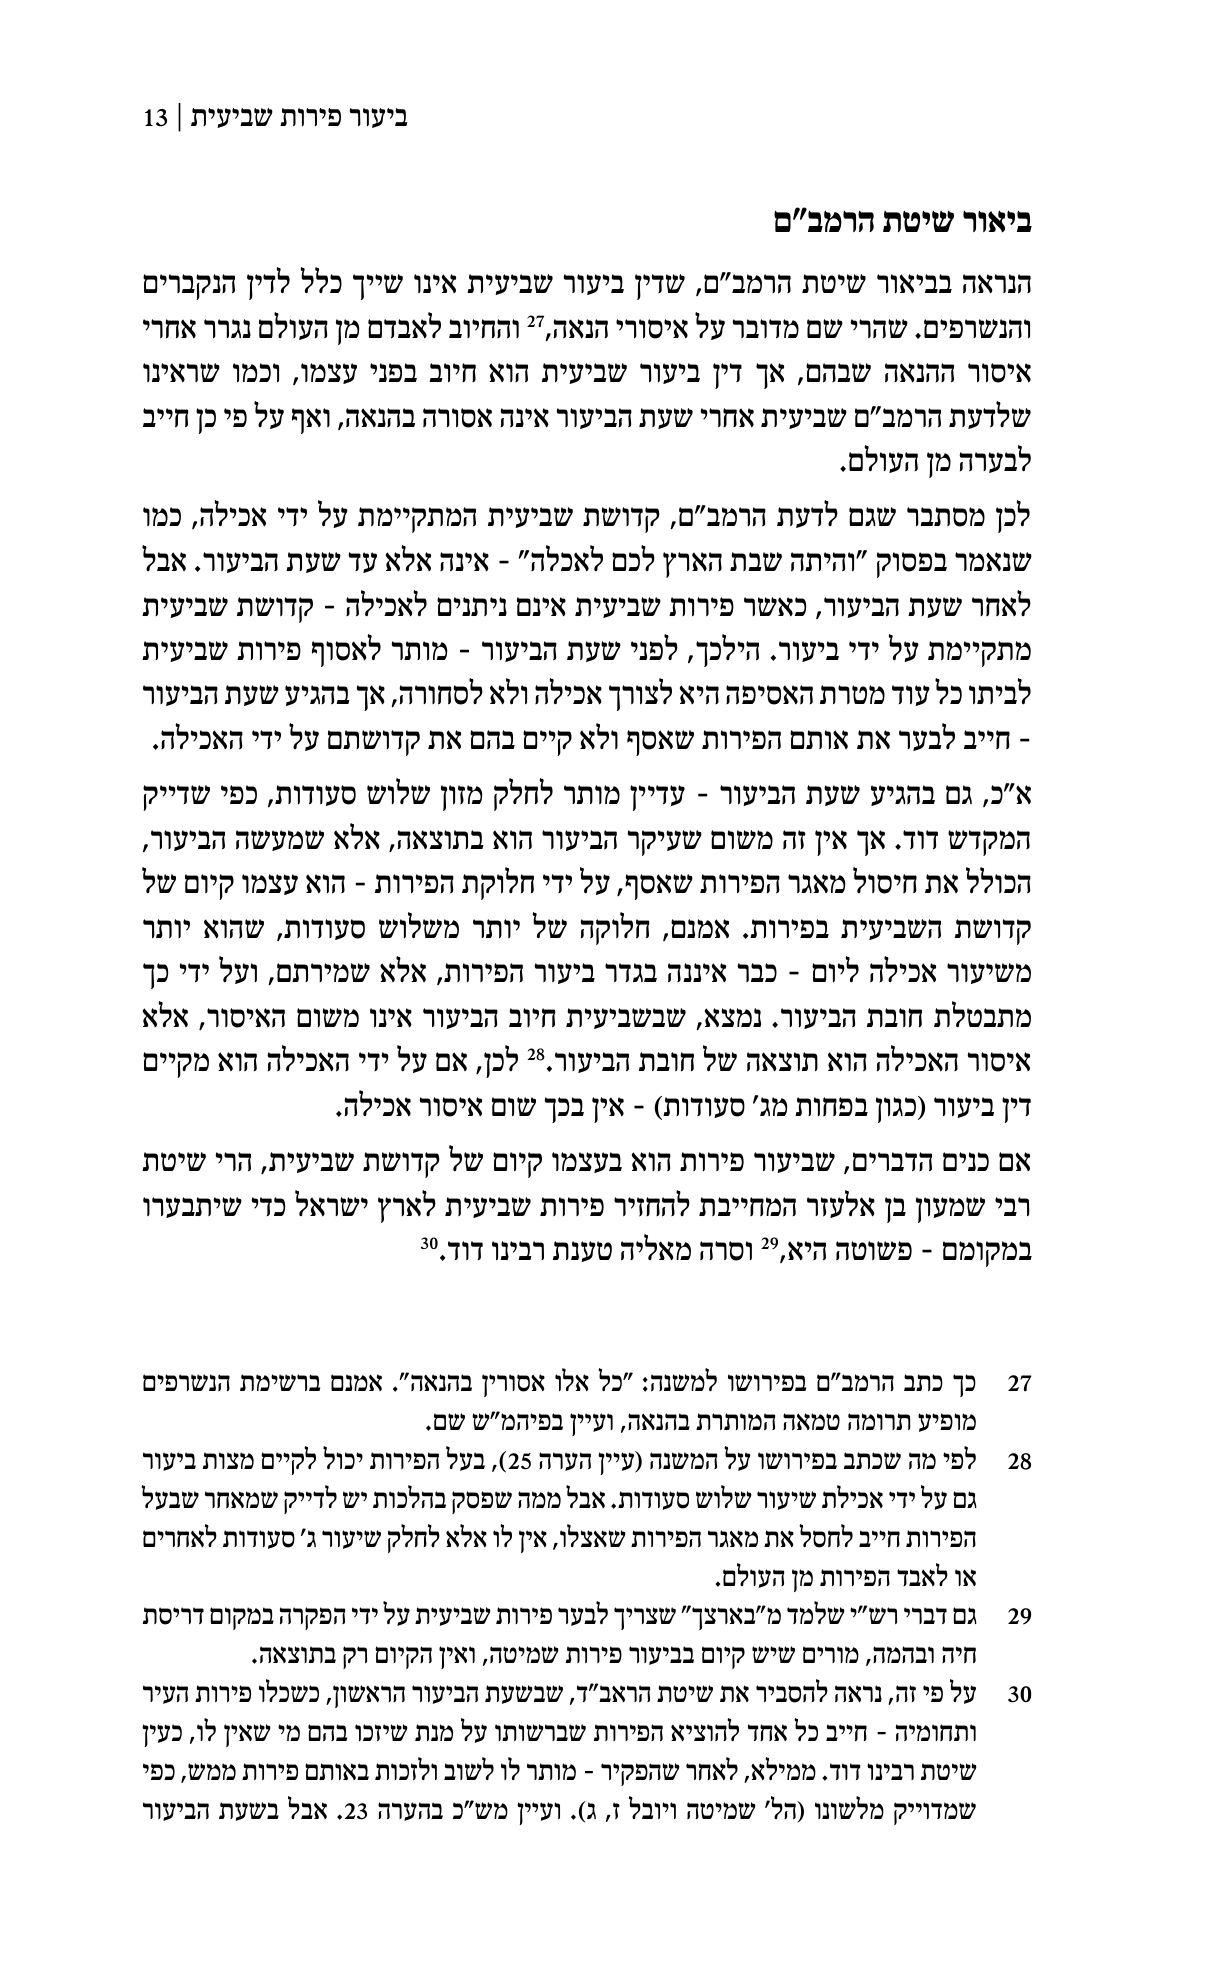 ביעור פירות שביעית | 13
ביאור שיטת הרמב"ם
הנראה בביאור שיטת הרמב"ם, שדין ביעור שביעית אינו שייך כלל לדין הנקברים
והנשרפים. שהרי שם מדובר על איסורי הנאה,27 והחיוב לאבדם מן העולם נגרר אחרי
איסור ההנאה שבהם, אך דין ביעור שביעית הוא חיוב בפני עצמו, וכמו שראינו
שלדעת הרמב"ם שביעית אחרי שעת הביעור אינה אסורה בהנאה, ואף על פי כן חייב
לבערה מן העולם.
לכן מסתבר שגם לדעת הרמב"ם, קדושת שביעית המתקיימת על ידי אכילה, כמו
שנאמר בפסוק "והיתה שבת הארץ לכם לאכלה" - אינה אלא עד שעת הביעור. אבל
לאחר שעת הביעור, כאשר פירות שביעית אינם ניתנים לאכילה - קדושת שביעית
מתקיימת על ידי ביעור. הילכך, לפני שעת הביעור - מותר לאסוף פירות שביעית
לביתו כל עוד מטרת האסיפה היא לצורך אכילה ולא לסחורה, אך בהגיע שעת הביעור
- חייב לבער את אותם הפירות שאסף ולא קיים בהם את קדושתם על ידי האכילה.
א"כ, גם בהגיע שעת הביעור - עדיין מותר לחלק מזון שלוש סעודות, כפי שדייק
המקדש דוד. אך אין זה משום שעיקר הביעור הוא בתוצאה, אלא שמעשה הביעור,
הכולל את חיסול מאגר הפירות שאסף, על ידי חלוקת הפירות - הוא עצמו קיום של
קדושת השביעית בפירות. אמנם, חלוקה של יותר משלוש סעודות, שהוא יותר
משיעור אכילה ליום - כבר איננה בגדר ביעור הפירות, אלא שמירתם, ועל ידי כך
מתבטלת חובת הביעור. נמצא, שבשביעית חיוב הביעור אינו משום האיסור, אלא
איסור האכילה הוא תוצאה של חובת הביעור.28 לכן, אם על ידי האכילה הוא מקיים
דין ביעור (כגון בפחות מג' סעודות) - אין בכך שום איסור אכילה.
אם כנים הדברים, שביעור פירות הוא בעצמו קיום של קדושת שביעית, הרי שיטת
רבי שמעון בן אלעזר המחייבת להחזיר פירות שביעית לארץ ישראל כדי שיתבערו
במקומם - פשוטה היא,29 וסרה מאליה טענת רבינו דוד.30
27 כך כתב הרמב"ם בפירושו למשנה: "כל אלו אסורין בהנאה". אמנם ברשימת הנשרפים
מופיע תרומה טמאה המותרת בהנאה, ועיין בפיהמ"ש שם.
28 לפי מה שכתב בפירושו על המשנה (עיין הערה 25), בעל הפירות יכול לקיים מצות ביעור
גם על ידי אכילת שיעור שלוש סעודות. אבל ממה שפסק בהלכות יש לדייק שמאחר שבעל
הפירות חייב לחסל את מאגר הפירות שאצלו, אין לו אלא לחלק שיעור ג' סעודות לאחרים
או לאבד הפירות מן העולם.
29 גם דברי רש"י שלמד מ"בארצך" שצריך לבער פירות שביעית על ידי הפקרה במקום דריסת
חיה ובהמה, מורים שיש קיום בביעור פירות שמיטה, ואין הקיום רק בתוצאה.
30 על פי זה, נראה להסביר את שיטת הראב"ד, שבשעת הביעור הראשון, כשכלו פירות העיר
ותחומיה - חייב כל אחד להוציא הפירות שברשותו על מנת שיזכו בהם מי שאין לו, כעין
שיטת רבינו דוד. ממילא, לאחר שהפקיר - מותר לו לשוב ולזכות באותם פירות ממש, כפי
שמדוייק מלשונו (הל' שמיטה ויובל ז, ג). ועיין מש"כ בהערה 23. אבל בשעת הביעור